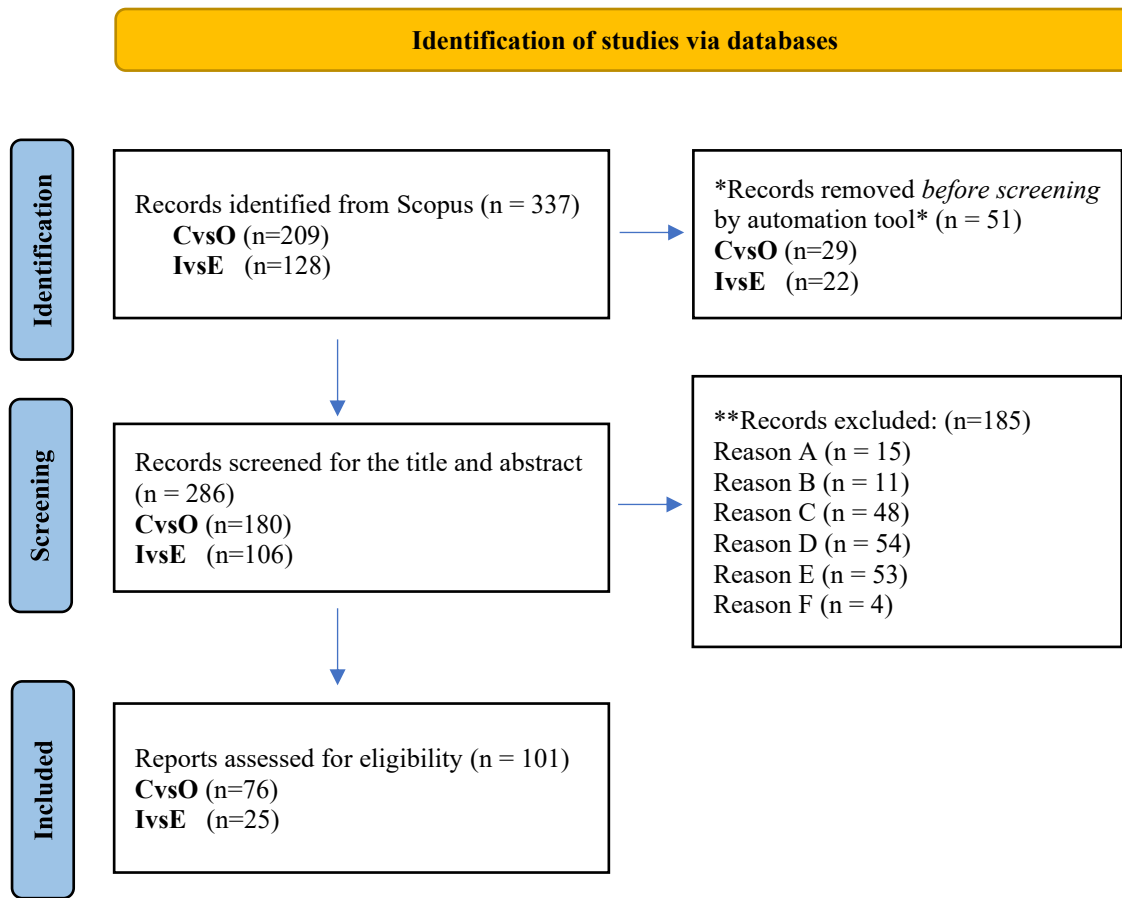 Identification of studies via databases
Identification
Records identified from Scopus (n = 337)
CvsO (n=209)
IvsE (n=128)
*Records removed before screening
by automation tool* (n = 51)
CvsO (n=29)
IvsE (n=22)
Screening
Records screened for the title and abstract
(n = 286)
CvsO (n=180)
IvsE (n=106)
**Records excluded: (n=185)
Reason A (n = 15)
Reason B (n = 11)
Reason C (n = 48)
Reason D (n = 54)
Reason E (n = 53)
Reason F (n = 4)
Included
Reports assessed for eligibility (n = 101)
CvsO (n=76)
IvsE (n=25)